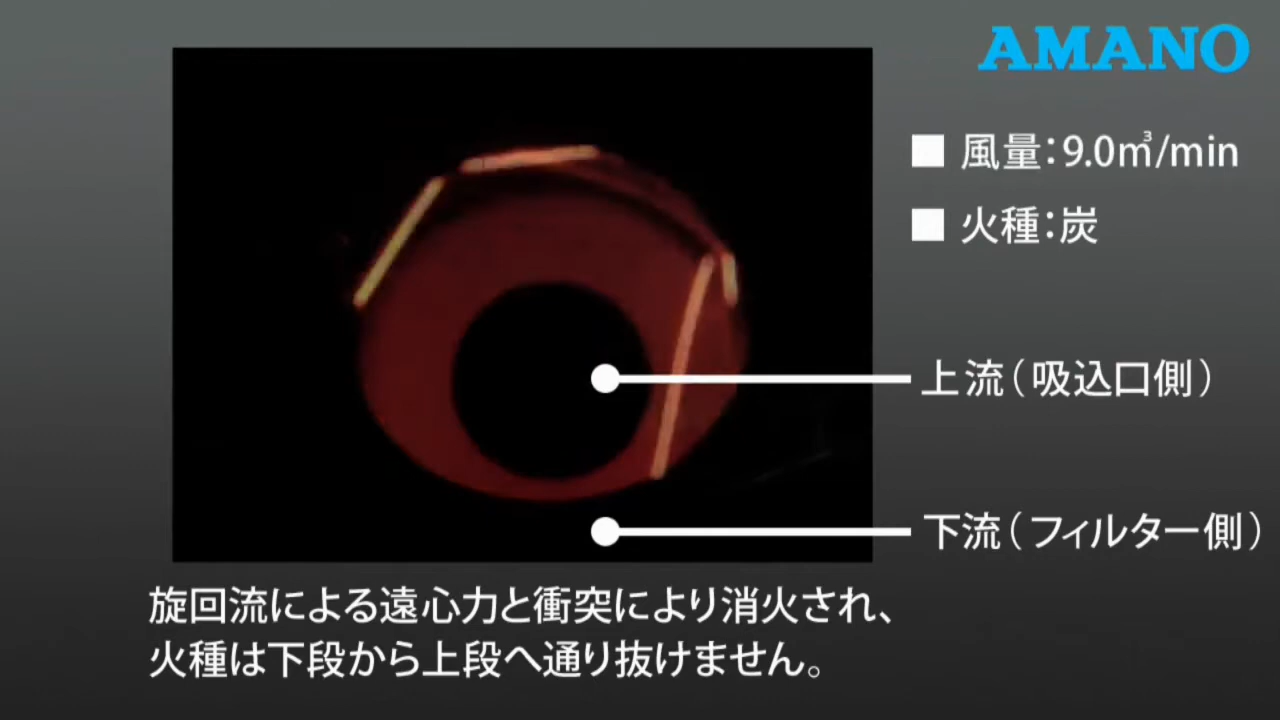 AMANO
■ 風量：9.0㎥/min
■ 火種：炭
上流（吸込口側）
下流（フィルター側）
旋回流による遠心力と衝突により消火され、
火種は下段から上段へ通り抜けません。